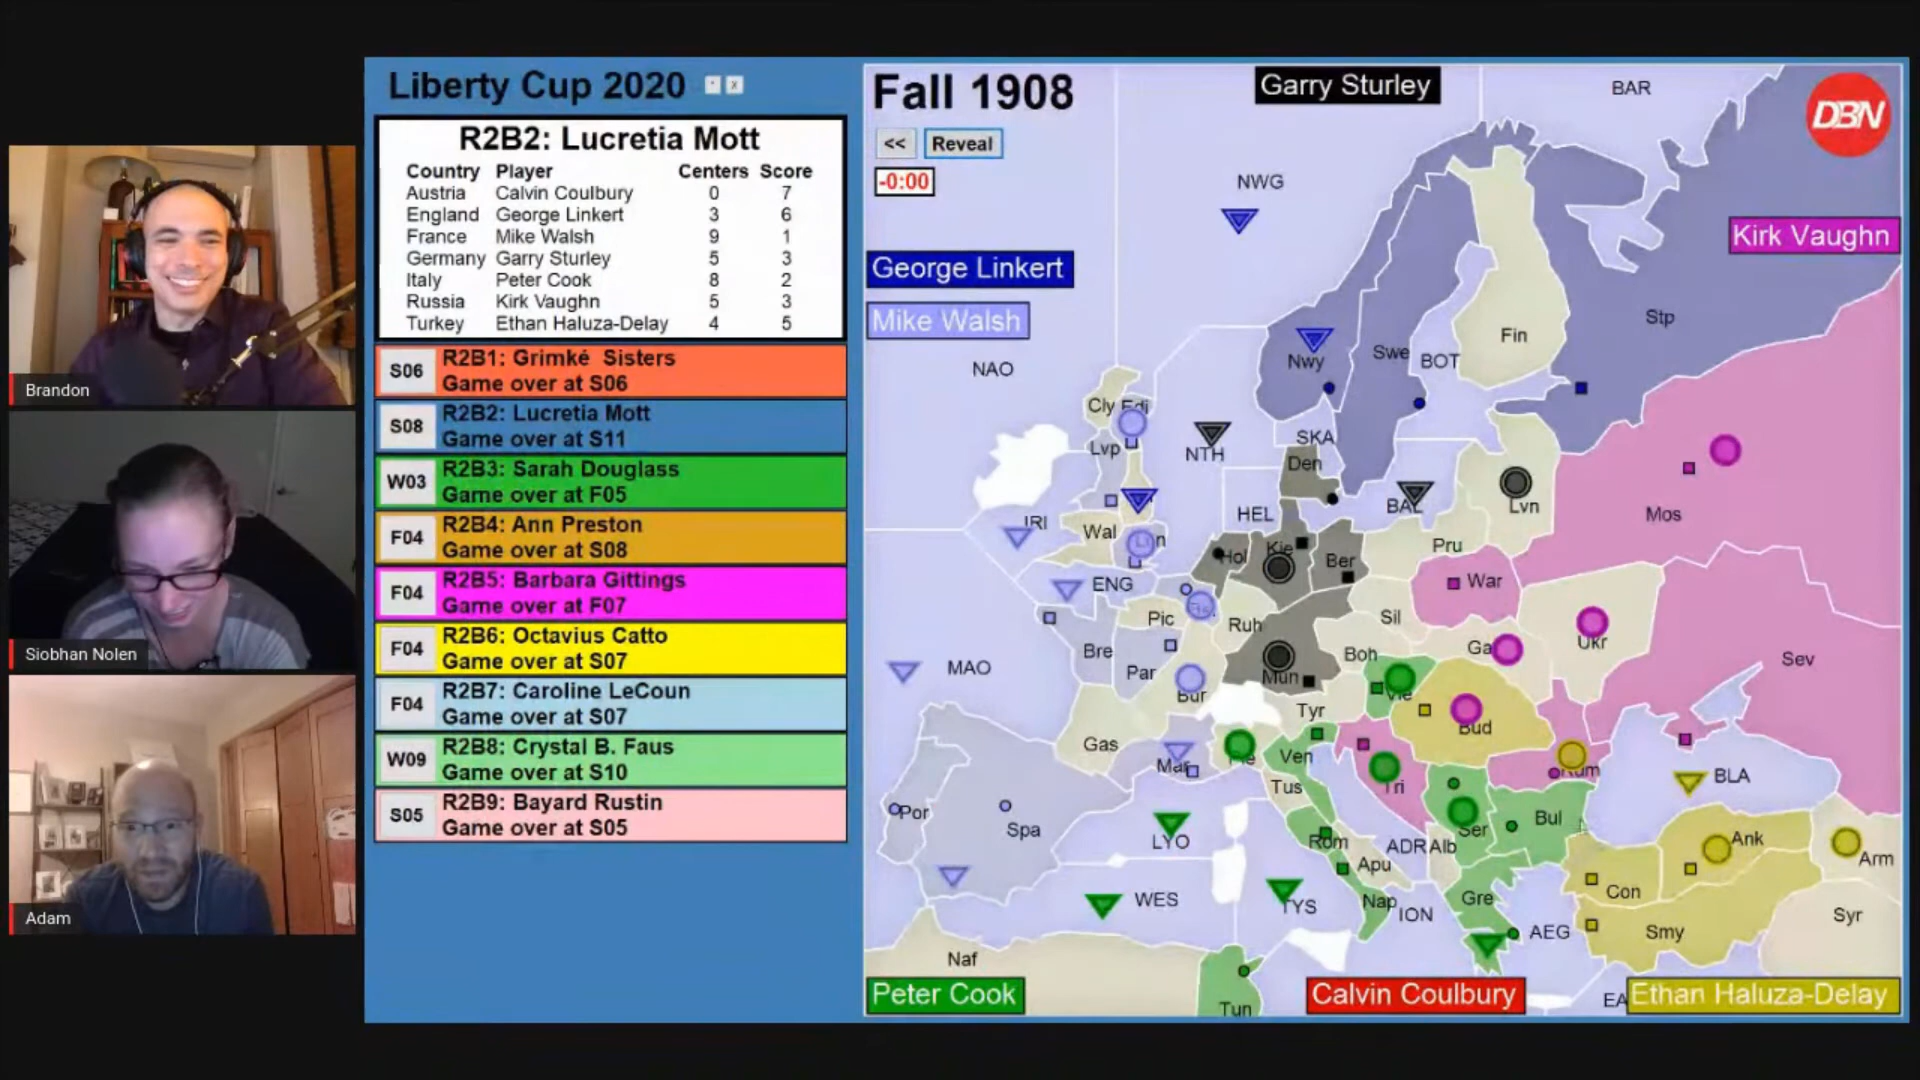 Liberty Cup 2020
R2B2: Lucretia Mott
Country Player Centers Score
Austria Calvin Coulbury 0 7
England George Linkert 3 6
France Mike Walsh 9 1
Germany Garry Sturley 5 3
Italy Peter Cook 8 2
Russia Kirk Vaughn 5 3
Turkey Ethan Haluza-Delay 4 5
S06 R2B1: Grimké Sisters
Game over at S06
S08 R2B2: Lucretia Mott
Game over at S11
W03 R2B3: Sarah Douglass
Game over at F05
F04 R2B4: Ann Preston
Game over at S08
F04 R2B5: Barbara Gittings
Game over at F07
F04 R2B6: Octavius Catto
Game over at S07
F04 R2B7: Caroline LeCoun
Game over at S07
W09 R2B8: Crystal B. Faus
Game over at S10
S05 R2B9: Bayard Rustin
Game over at S05
Brandon
Siobhan Nolen
Adam
Fall 1908
<< Reveal
-0:00
Garry Sturley
BAR
DBN
NWG
Kirk Vaughn
George Linkert
Mike Walsh
Stp
Fin
NAO
Nwy
Swe
BOT
Cly Edi
SKA
Lvp
NTH
Den
BAL
Lvn
Mos
IRI
HEL
Wal
Pru
Hol
Kie
Ber
ENG
War
Pic
Ruh
Sil
Ukr
Bre
Par
Boh
Sev
MAO
Bur
Mun
Vie
Tyr
Bud
Gas
Mar
Ven
Rum
BLA
Tus
Tri
Por
Spa
Ser
Bul
LYO
Rom
ADR
Alb
Ank
Arm
Apu
Con
WES
TYS
Nap
ION
Gre
AEG
Smy
Syr
Naf
Tun
Peter Cook
Calvin Coulbury
EA
Ethan Haluza-Delay